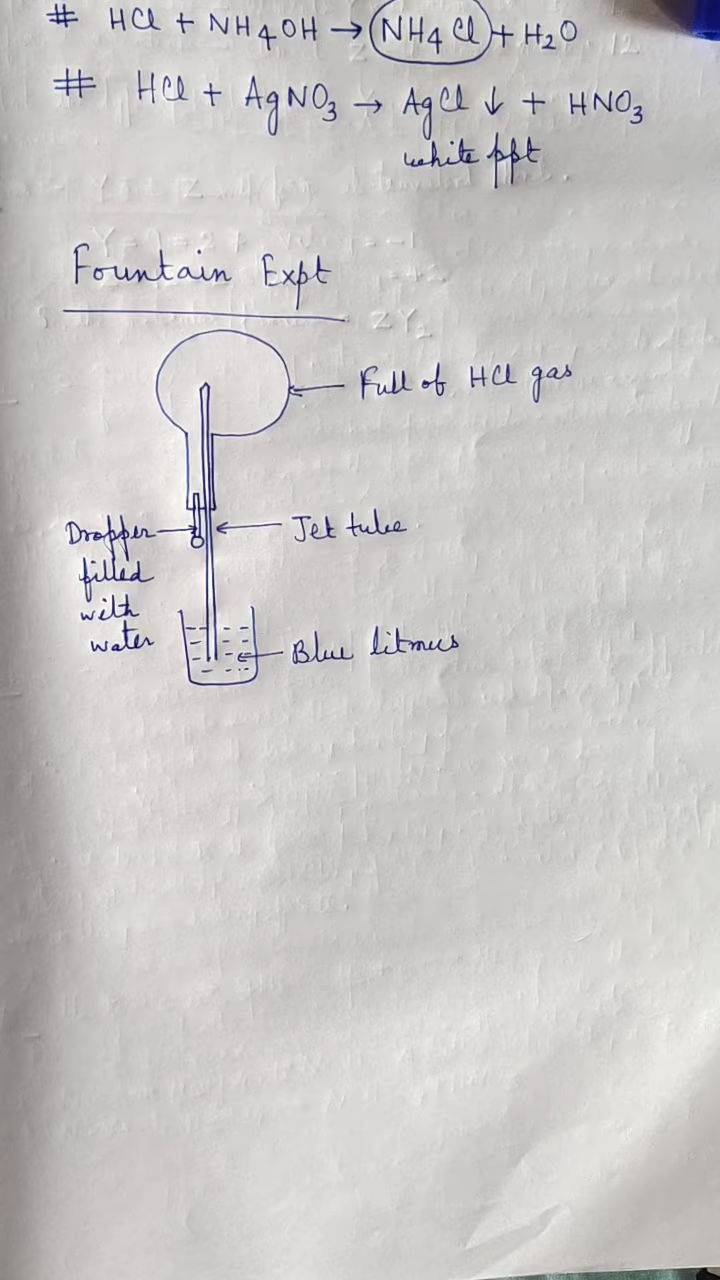 # HCl + NH4OH → NH4Cl + H2O
# HCl + AgNO3 → AgCl ↓ + HNO3
white ppt
Fountain Expt
Full of HCl gas
Dropper
filled
with
water
Jet tube
Blue litmus